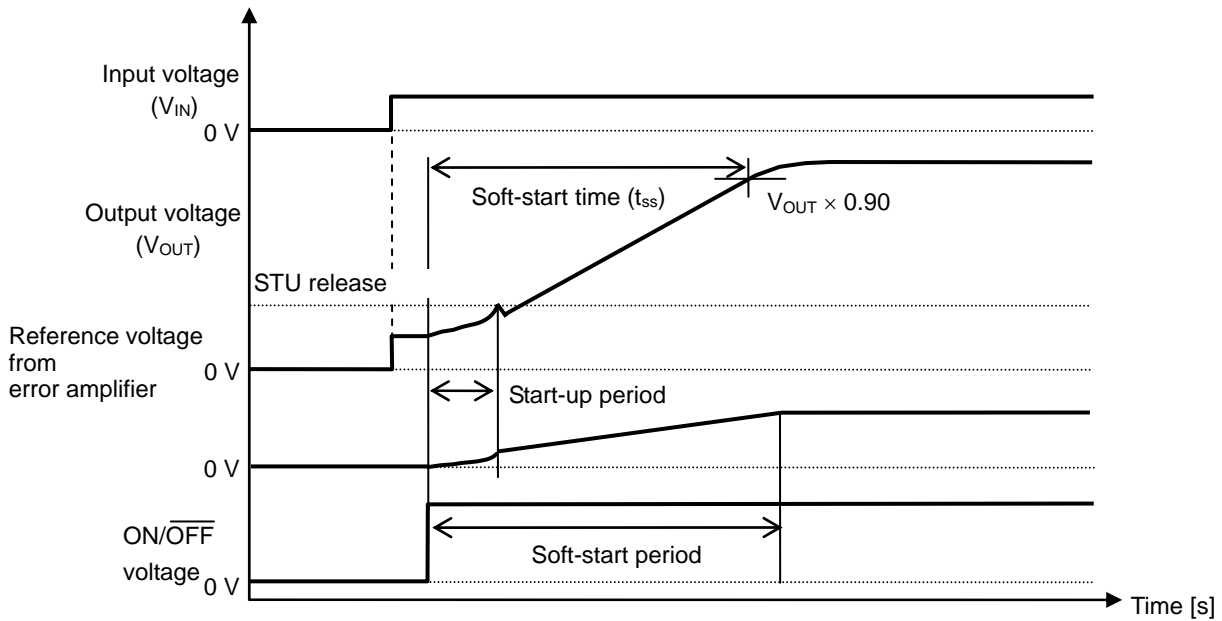 Input voltage
(VIN)
0 V
Soft-start time (tss)
VOUT × 0.90
Output voltage
(VOUT)
STU release
Reference voltage
from
error amplifier
0 V
Start-up period
0 V
ON/OFF
voltage
0 V
Soft-start period
Time [s]